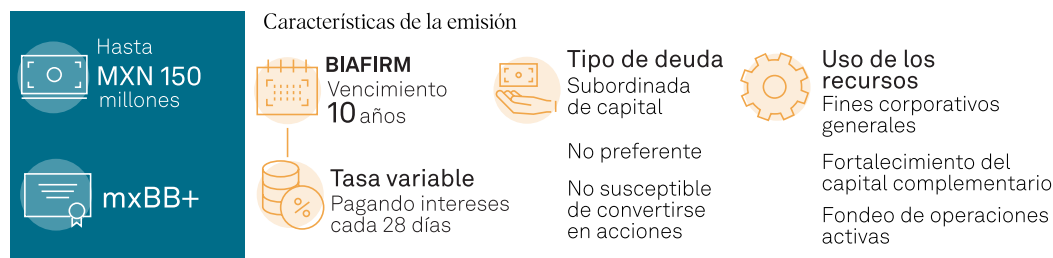 Hasta
MXN 150
millones
mxBB+
Características de la emisión
BIAFIRM
Vencimiento
10 años
Tasa variable
Pagando intereses
cada 28 días
Tipo de deuda
Subordinada
de capital
No preferente
No susceptible
de convertirse
en acciones
Uso de los
recursos
Fines corporativos
generales
Fortalecimiento del
capital complementario
Fondeo de operaciones
activas